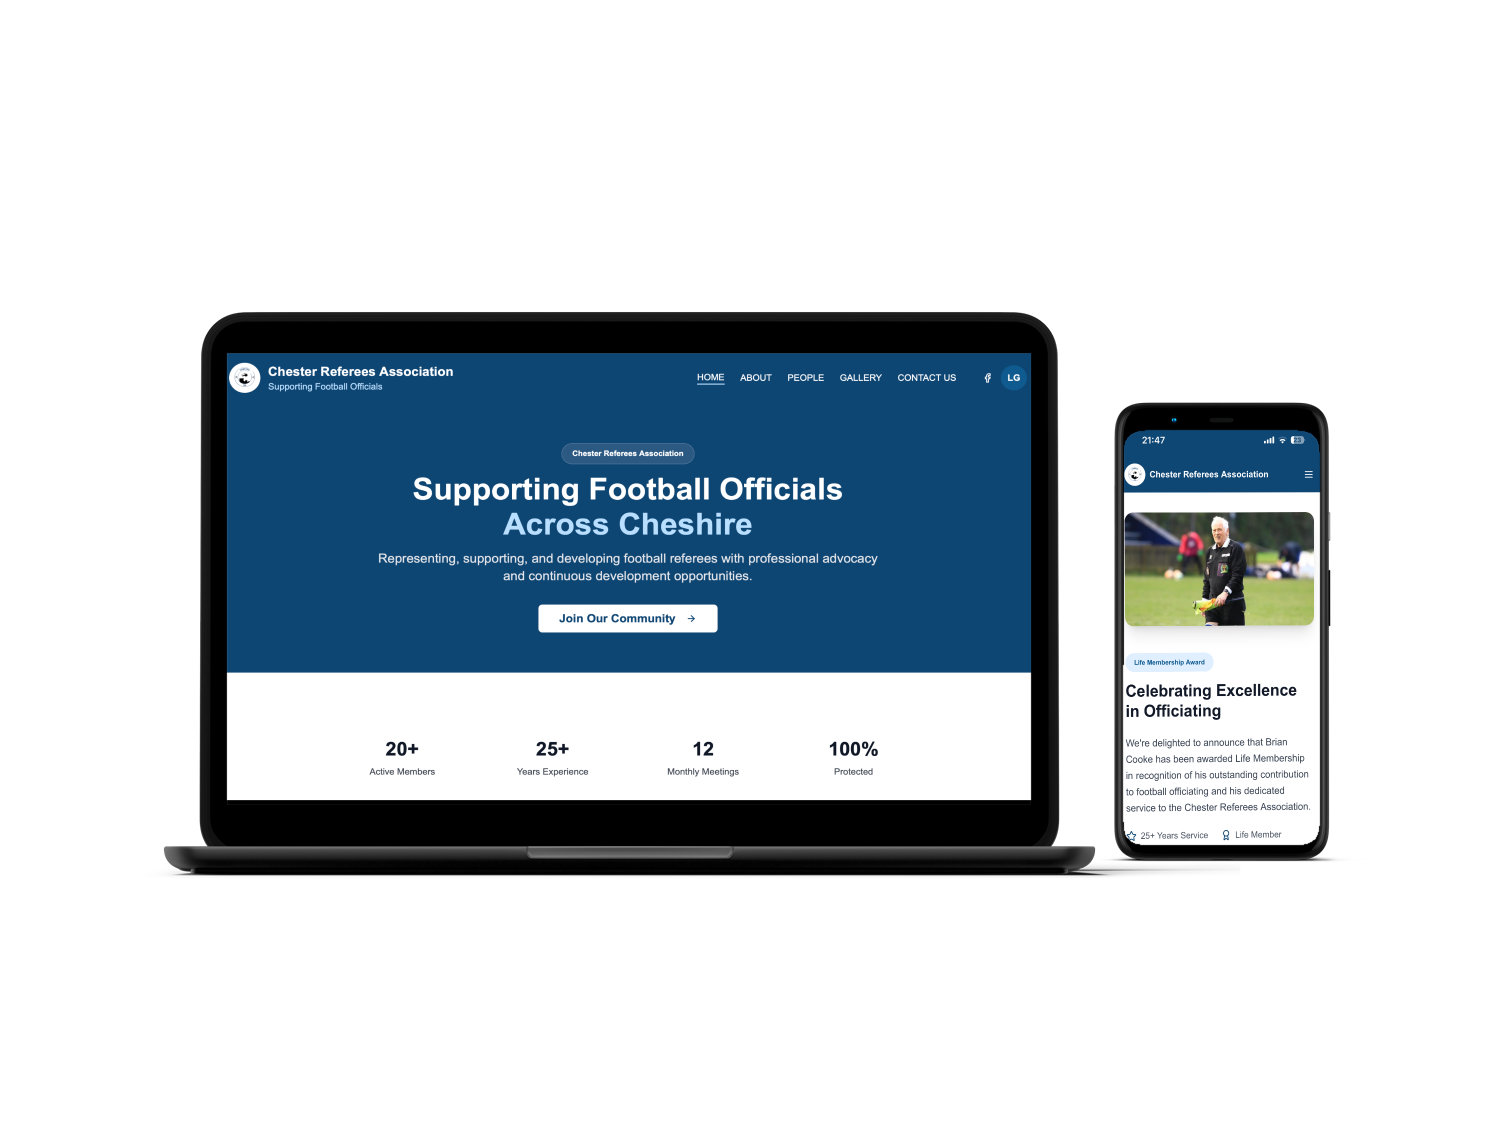 Chester Referees Association
Supporting Football Officials
HOME ABOUT PEOPLE GALLERY CONTACT US LG
Chester Referees Association
Supporting Football Officials
Across Cheshire
Representing, supporting, and developing football referees with professional advocacy
and continuous development opportunities.
Join Our Community →
20+ 25+ 12 100%
Active Members Years Experience Monthly Meetings Protected
21:47
Chester Referees Association
Life Membership Award
Celebrating Excellence
in Officiating
We're delighted to announce that Brian
Cooke has been awarded Life Membership
in recognition of his outstanding contribution
to football officiating and his dedicated
service to the Chester Referees Association.
25+ Years Service Life Member